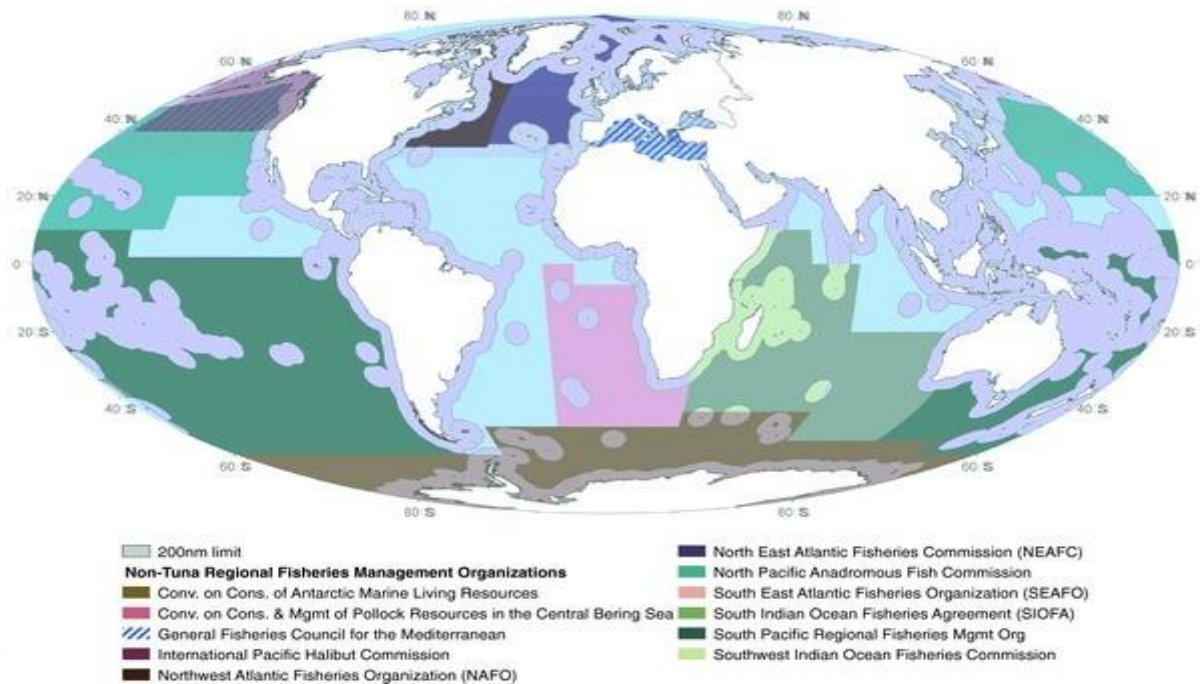 80 N 80 N
60 N 60 N
40 N 40 N
20 N 20 N
0 0
20 S 20 S
40 S 40 S
60 S 60 S
80 S 80 S
200nm limit
Non-Tuna Regional Fisheries Management Organizations
Conv. on Cons. of Antarctic Marine Living Resources
Conv. on Cons. & Mgmt of Pollock Resources in the Central Bering Sea
General Fisheries Council for the Mediterranean
International Pacific Halibut Commission
Northwest Atlantic Fisheries Organization (NAFO)
North East Atlantic Fisheries Commission (NEAFC)
North Pacific Anadromous Fish Commission
South East Atlantic Fisheries Organization (SEAFO)
South Indian Ocean Fisheries Agreement (SIOFA)
South Pacific Regional Fisheries Mgmt Org
Southwest Indian Ocean Fisheries Commission